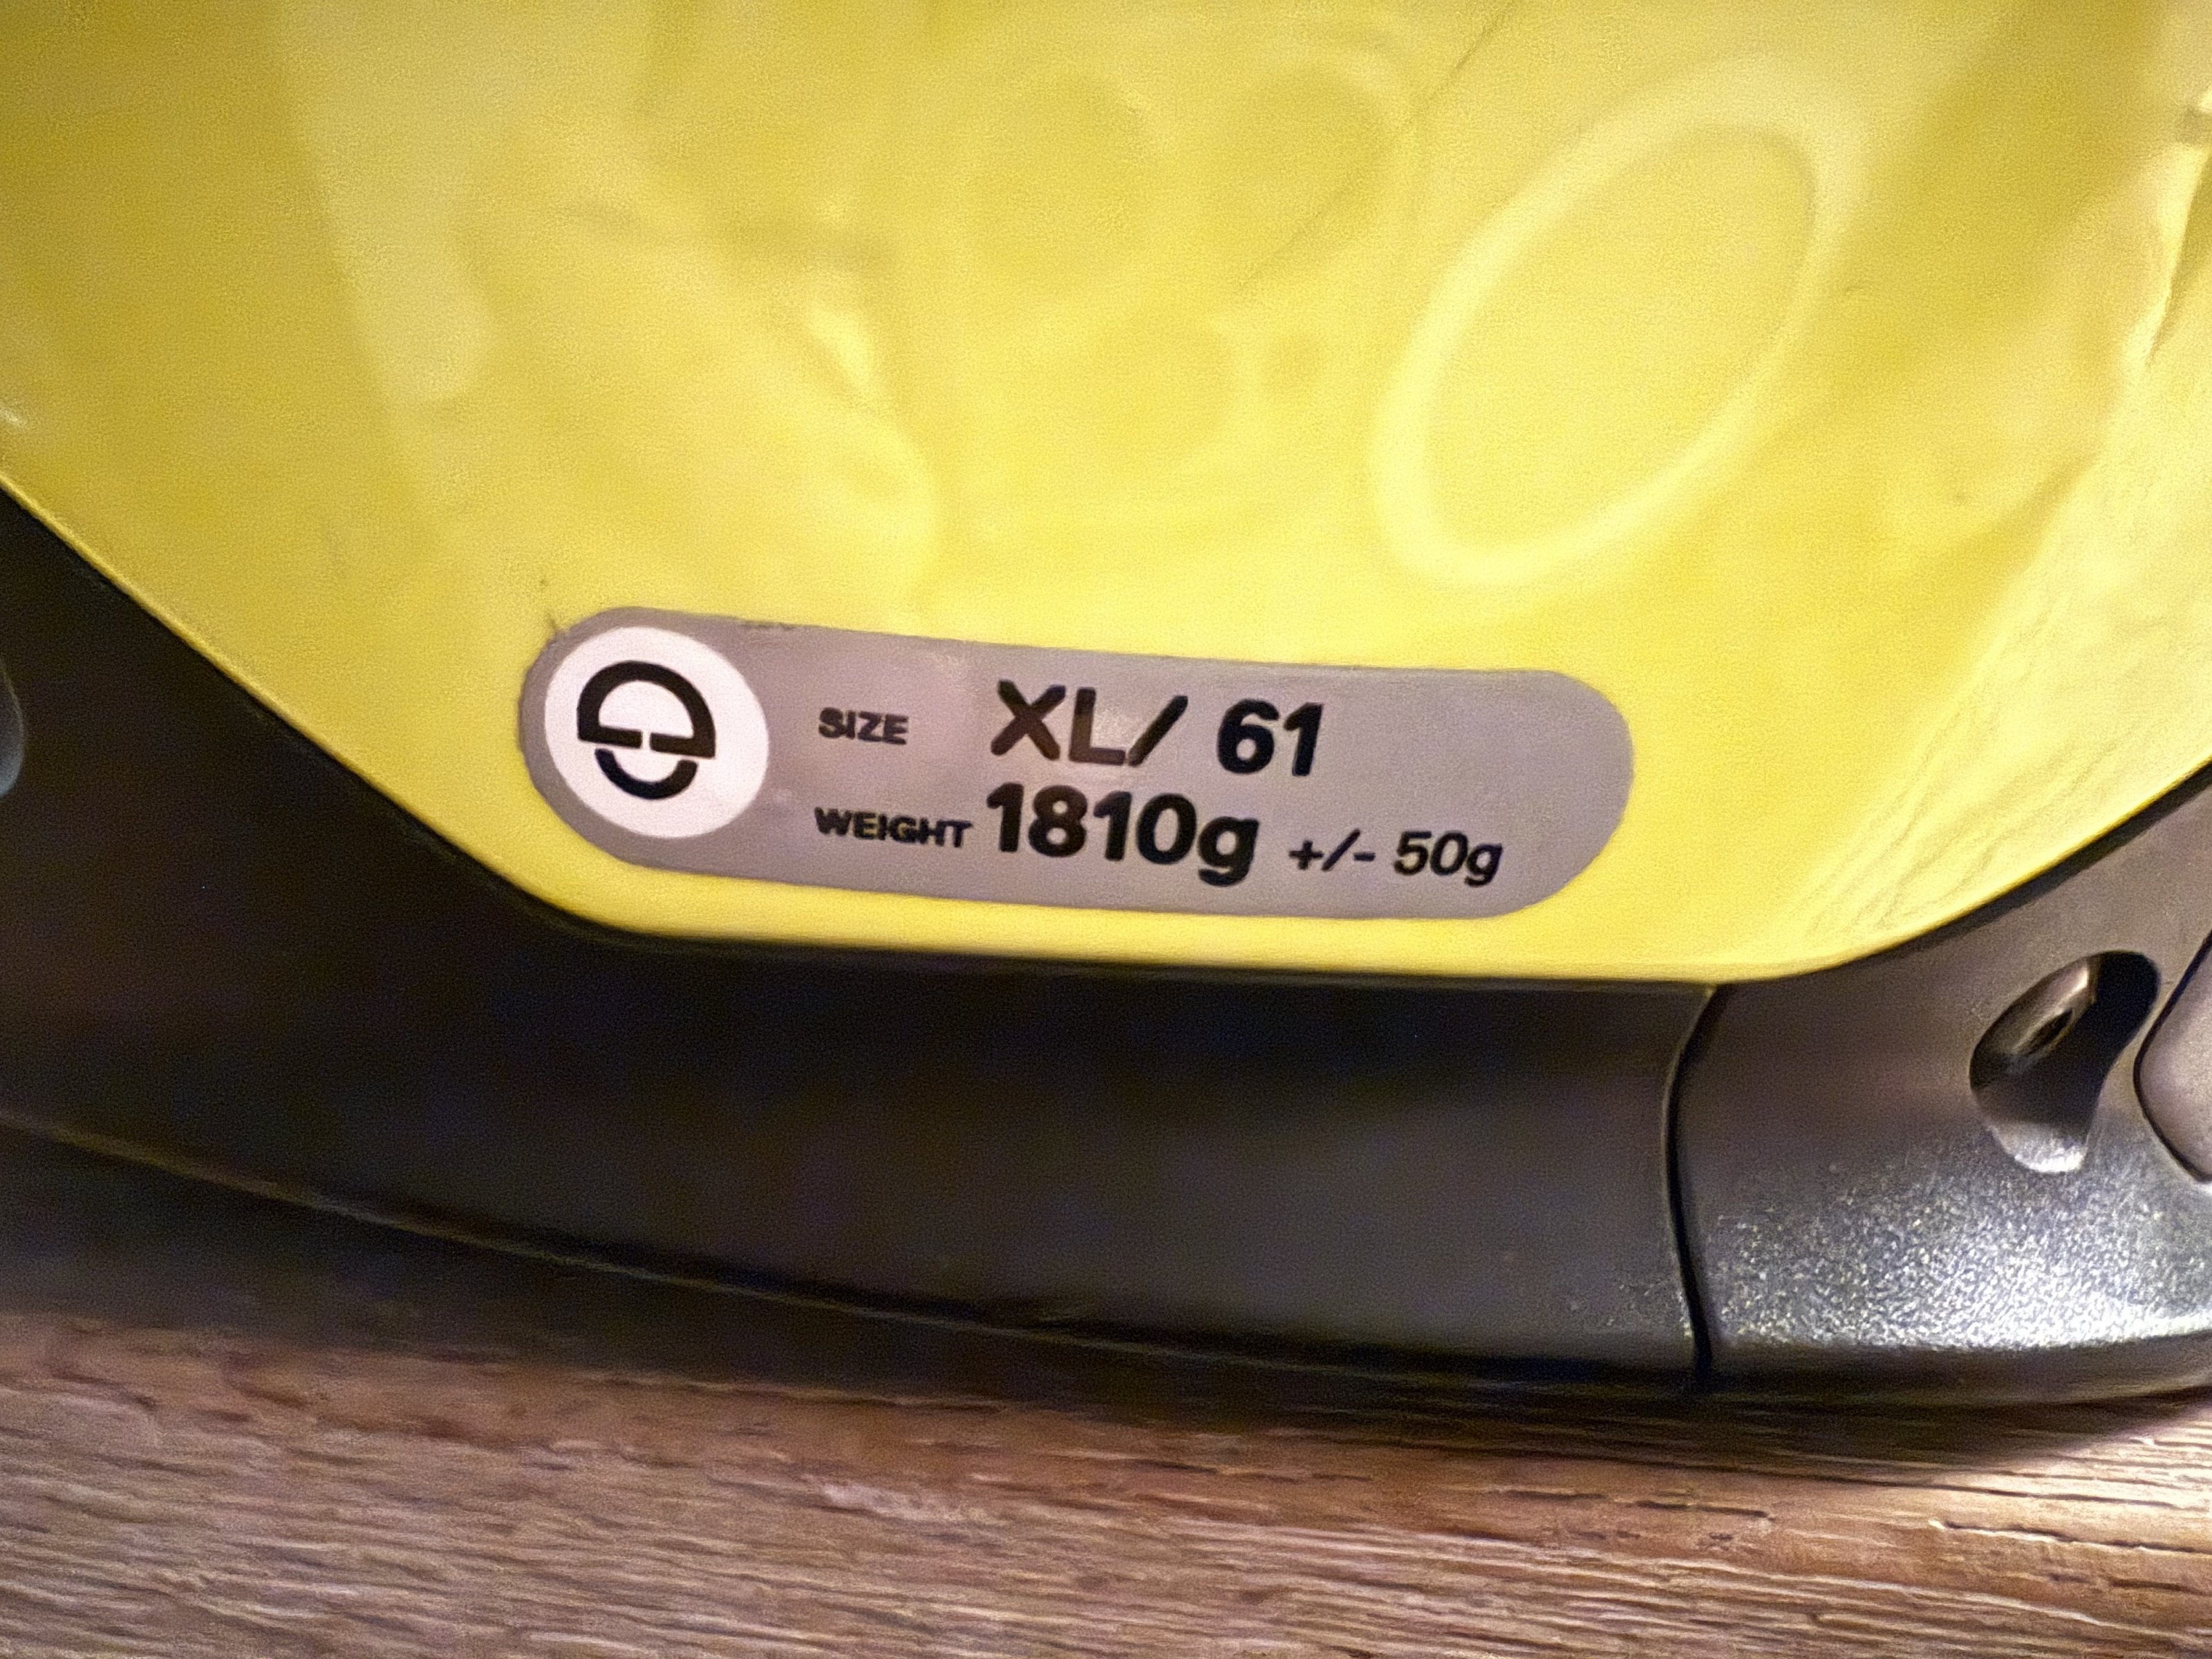 SIZE XL/ 61
WEIGHT 1810g +/- 50g